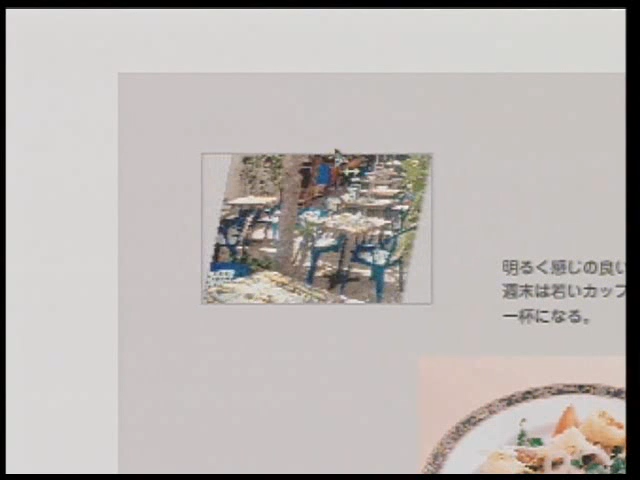 明るく感じの良い
週末は若いカップ
一杯になる。